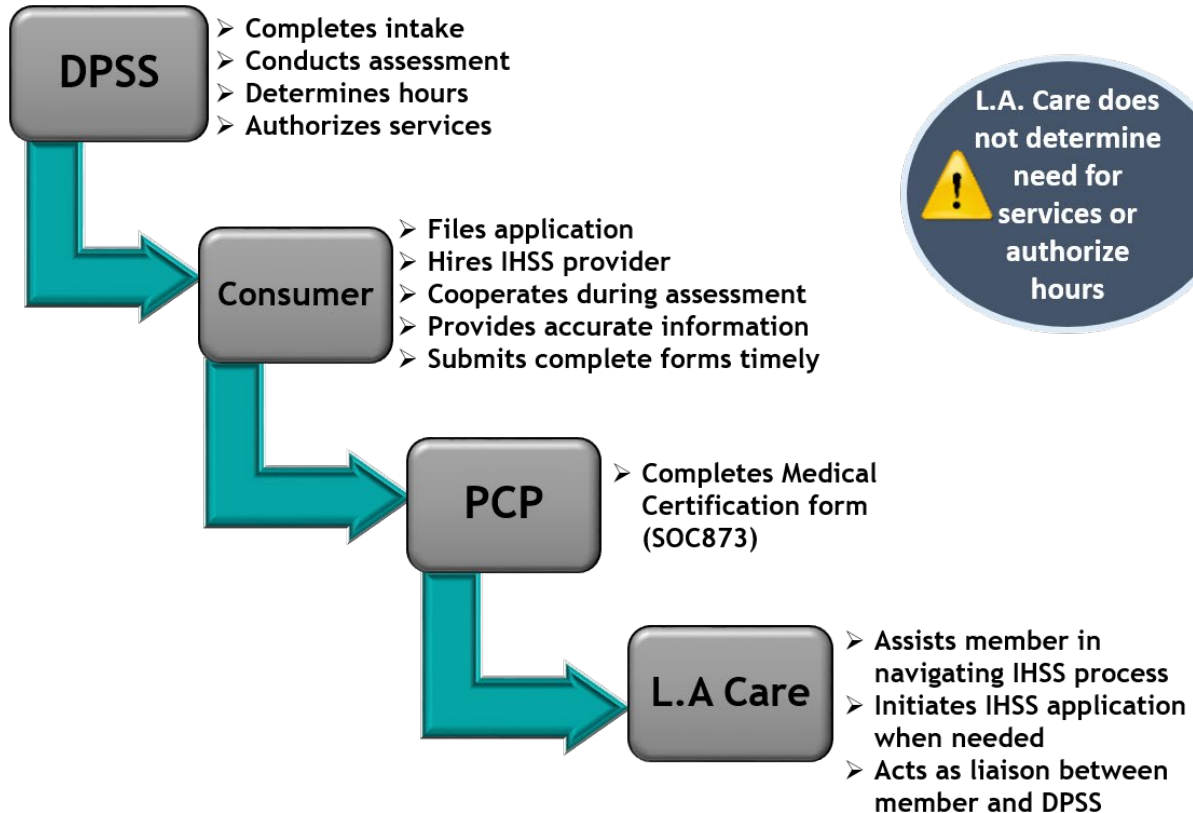 DPSS
➢ Completes intake
➢ Conducts assessment
➢ Determines hours
➢ Authorizes services
L.A. Care does
not determine
need for
services or
authorize
hours
Consumer
➢ Files application
➢ Hires IHSS provider
➢ Cooperates during assessment
➢ Provides accurate information
➢ Submits complete forms timely
PCP
➢ Completes Medical
Certification form
(SOC873)
L.A Care
➢ Assists member in
navigating IHSS process
➢ Initiates IHSS application
when needed
➢ Acts as liaison between
member and DPSS